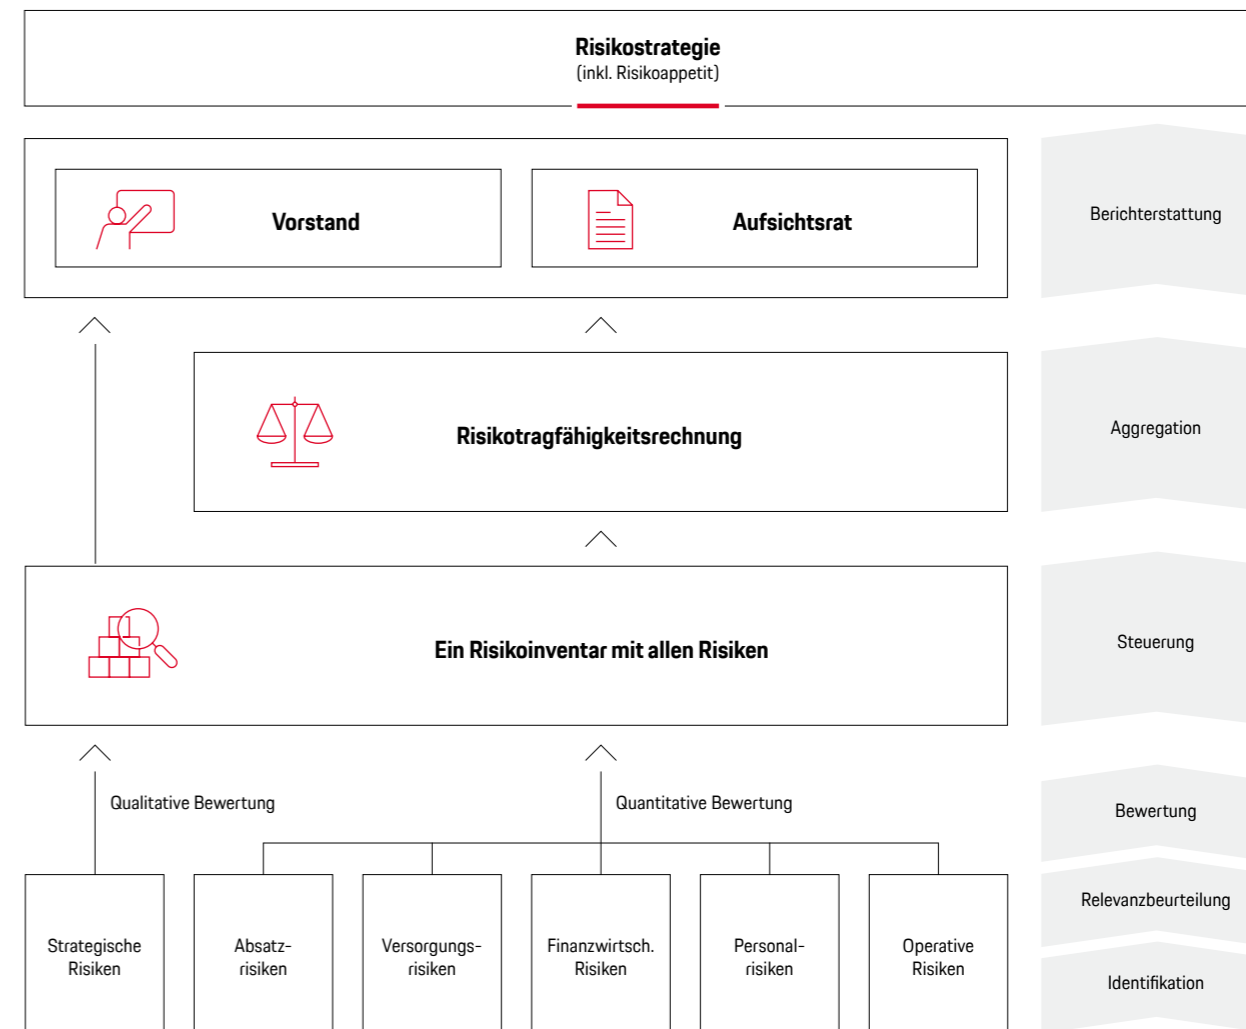 Risikostrategie
(inkl. Risikoappetit)
Vorstand
Aufsichtsrat
Berichterstattung
Risikotragfähigkeitsrechnung
Aggregation
Ein Risikoinventar mit allen Risiken
Steuerung
Qualitative Bewertung
Quantitative Bewertung
Bewertung
Relevanzbeurteilung
Strategische
Risiken
Absatz-
risiken
Versorgungs-
risiken
Finanzwirtsch.
Risiken
Personal-
risiken
Operative
Risiken
Identifikation